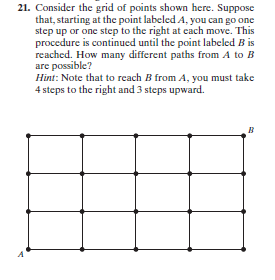 21. Consider the grid of points shown here. Suppose
that, starting at the point labeled A, you can go one
step up or one step to the right at each move. This
procedure is continued until the point labeled B is
reached. How many different paths from A to B
are possible?
Hint: Note that to reach B from A, you must take
4 steps to the right and 3 steps upward.
B
A